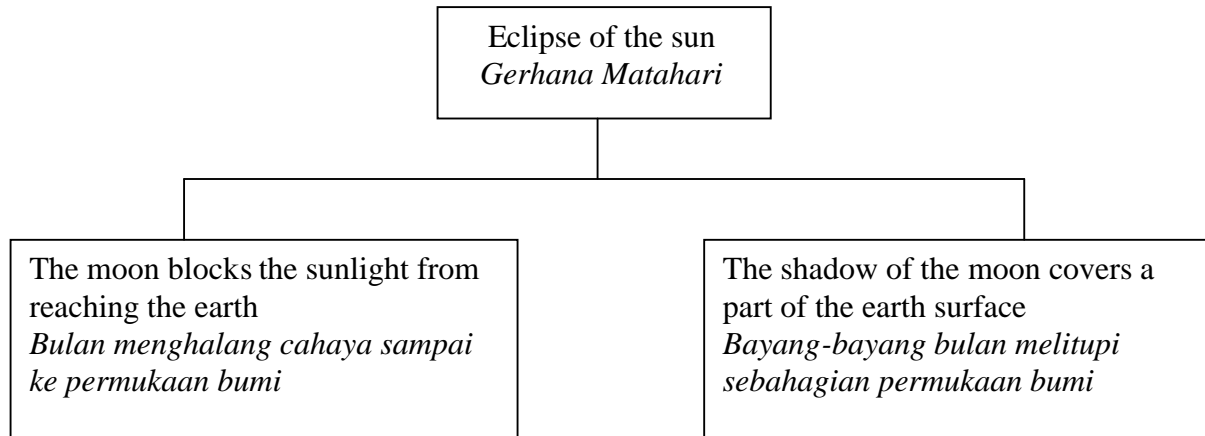 Eclipse of the sun
Gerhana Matahari
The moon blocks the sunlight from
reaching the earth
Bulan menghalang cahaya sampai
ke permukaan bumi
The shadow of the moon covers a
part of the earth surface
Bayang-bayang bulan melitupi
sebahagian permukaan bumi